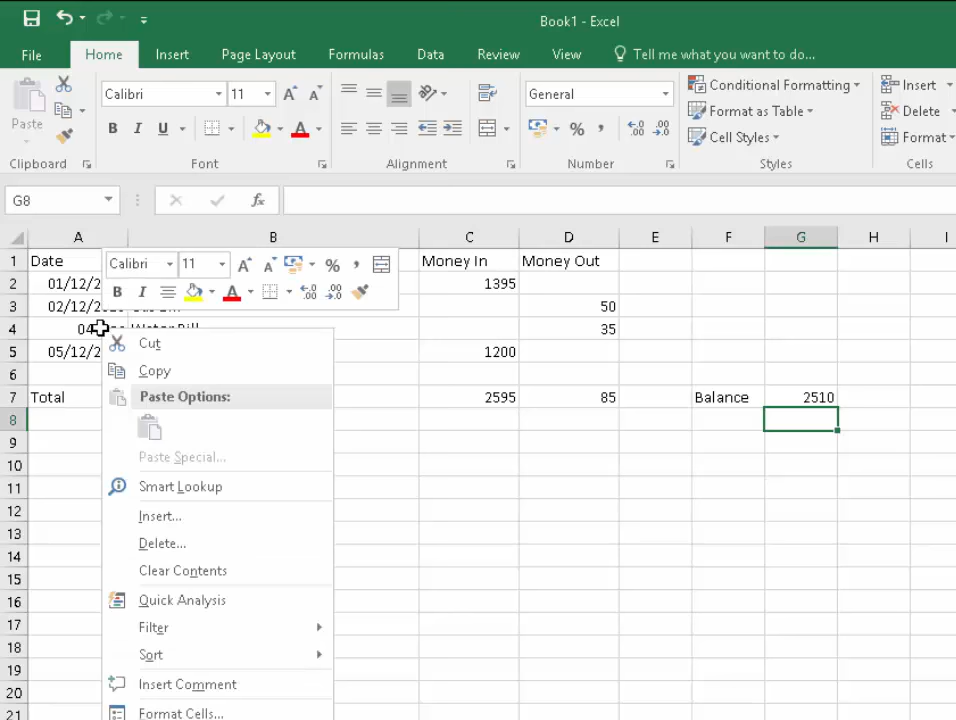 Book1 - Excel
File Home Insert Page Layout Formulas Data Review View Tell me what you want to do...
Calibri 11 General Conditional Formatting Insert
Paste Format as Table Delete
B I U % , Cell Styles Format
Clipboard Font Alignment Number Styles Cells
G8 fx
A B C D E F G H I
1 Date Money In Money Out
Calibri 11 % ,
2 01/12/2 1395
B I
3 02/12/2020 50
4 04 Water Bill 35
Cut
5 05/12/2 1200
Copy
6
7 Total 2595 85 Balance 2510
Paste Options:
8
9
Paste Special...
10
11 Smart Lookup
12 Insert...
13 Delete...
14 Clear Contents
15
16 Quick Analysis
17 Filter
18 Sort
19 Insert Comment
20
21 Format Cells...